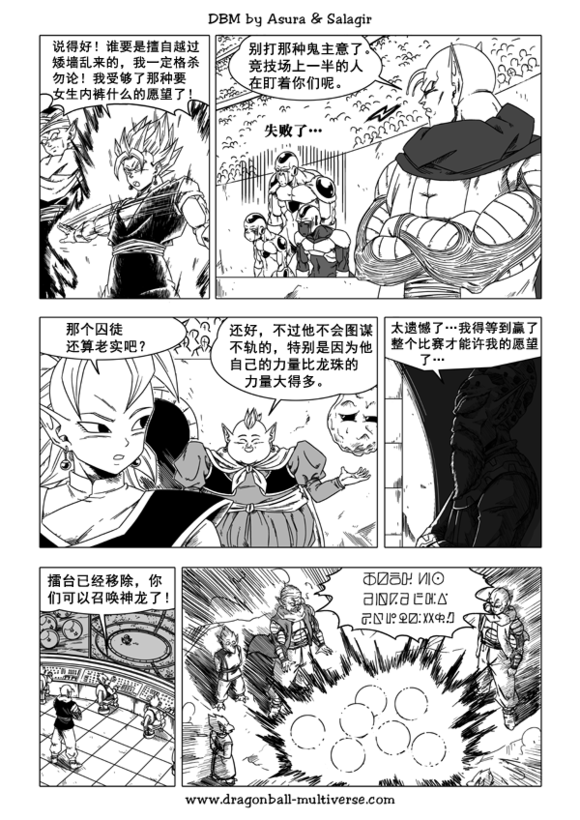 DBM by Asura & Salagir
说得好！谁要是擅自越过
矮墙乱来的，我一定格杀
勿论！我受够了那种要
女生内裤什么的愿望了！
别打那种鬼主意了。
竞技场上一半的人
在盯着你们呢。
失败了…
那个囚徒
还算老实吧？
还好，不过他不会图谋
不轨的，特别是因为他
自己的力量比龙珠的
力量大得多。
太遗憾了…我得等到赢了
整个比赛才能许我的愿望
了…
擂台已经移除，你
们可以召唤神龙了！
www.dragonball-multiverse.com